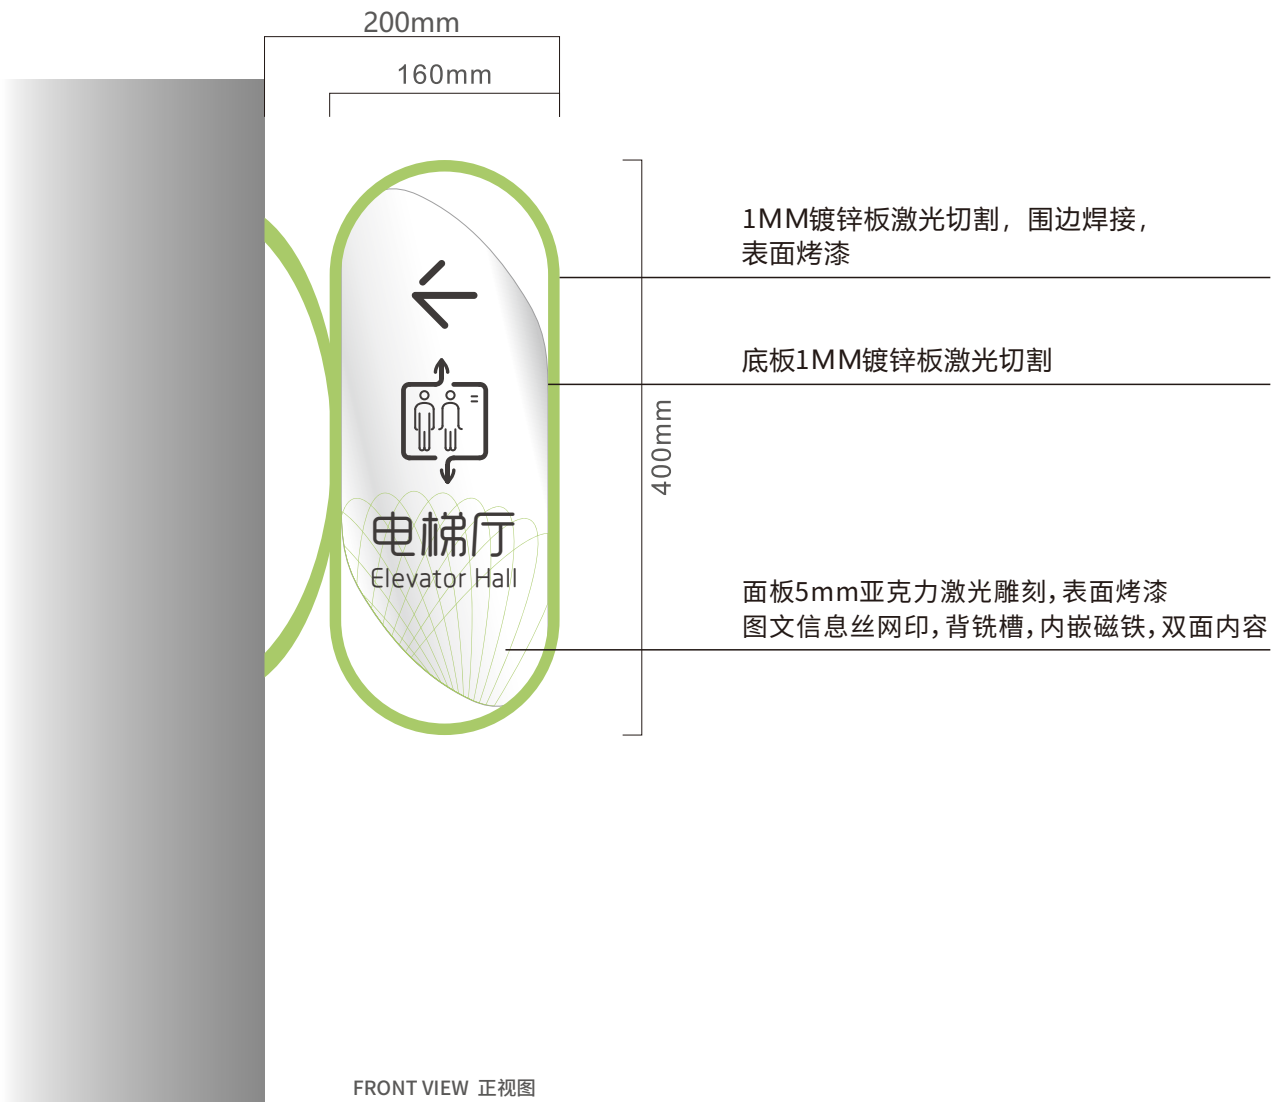 200mm
160mm
1MM镀锌板激光切割，围边焊接，
表面烤漆
底板1MM镀锌板激光切割
400mm
电梯厅
Elevator Hall
面板5mm亚克力激光雕刻，表面烤漆
图文信息丝网印，背铣槽，内嵌磁铁，双面内容
FRONT VIEW 正视图